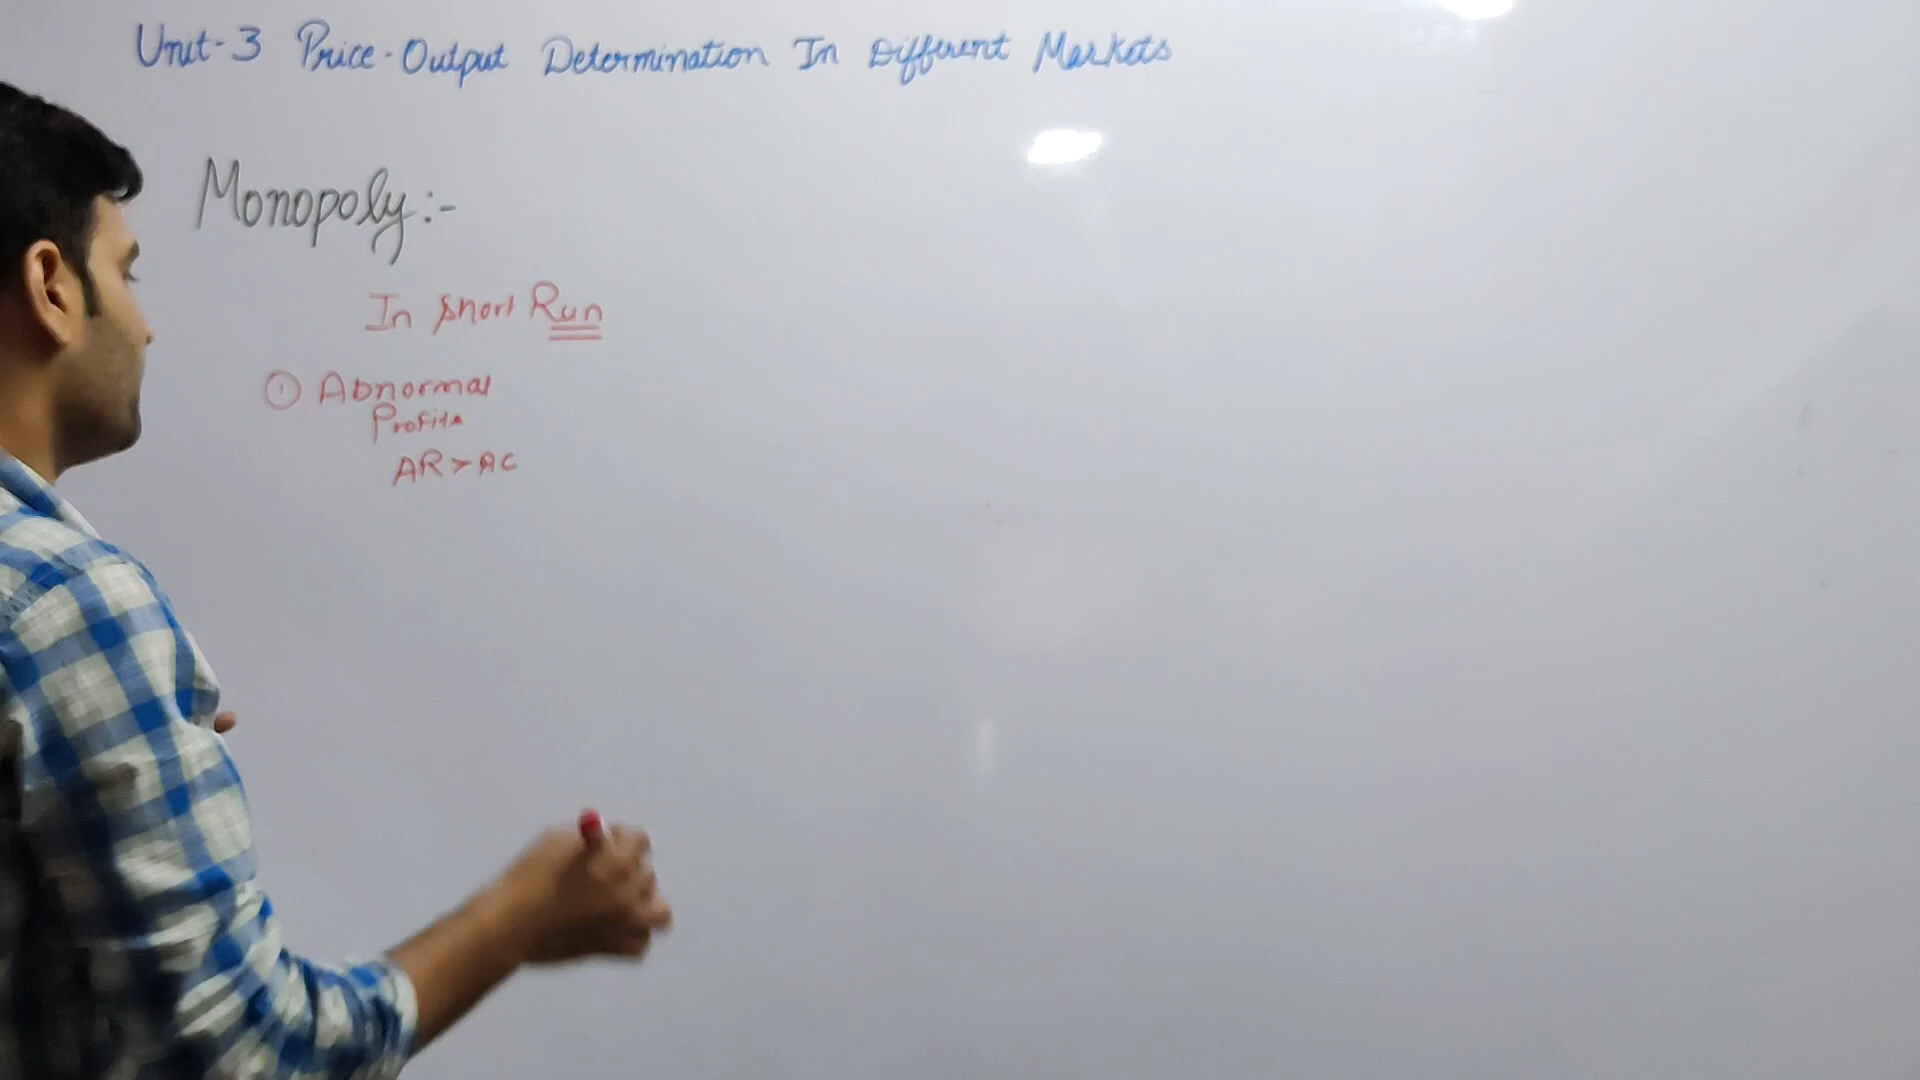 Unit-3 Price-Output Determination In Different Markets
Monopoly:-
In Short Run
① Abnormal
Profits
AR > AC